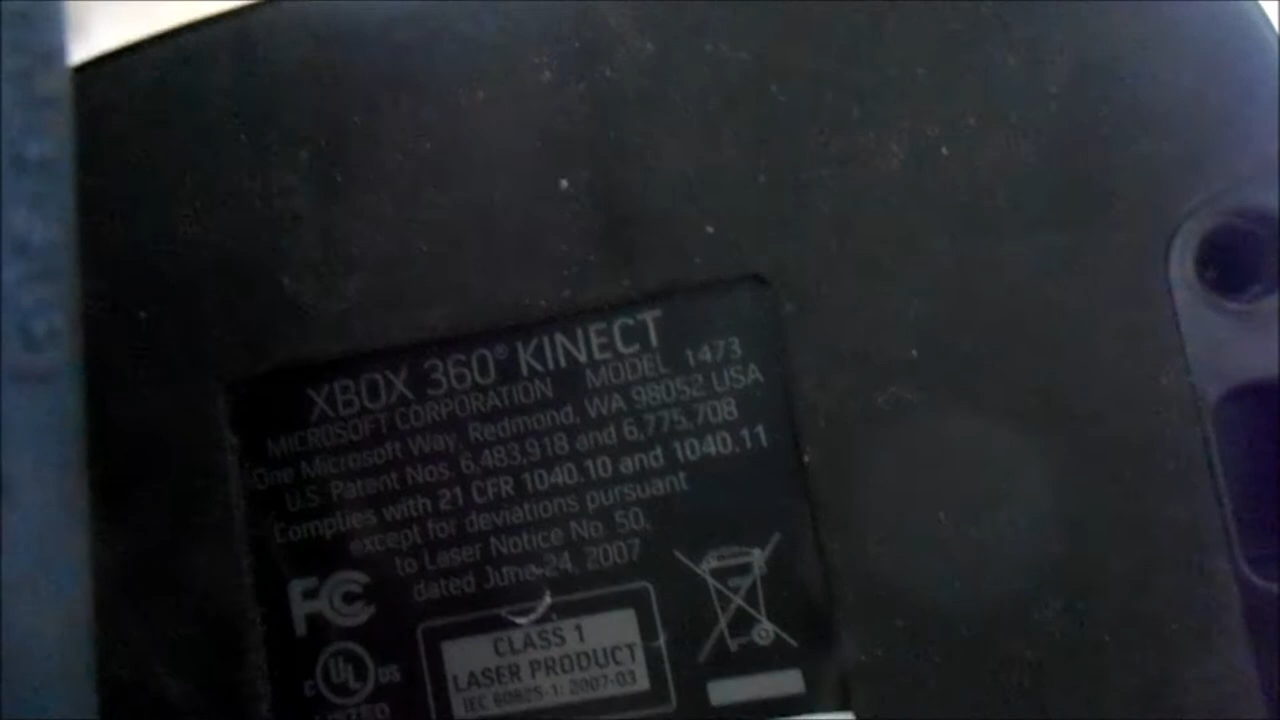 XBOX 360® KINECT
MICROSOFT CORPORATION MODEL 1473
One Microsoft Way, Redmond, WA 98052 USA
U.S. Patent Nos. 6,483,918 and 6,775,708
Complies with 21 CFR 1040.10 and 1040.11
except for deviations pursuant
to Laser Notice No. 50,
dated June 24, 2007
FC
C UL US
LISTED
CLASS 1
LASER PRODUCT
IEC 60825-1: 2007-03